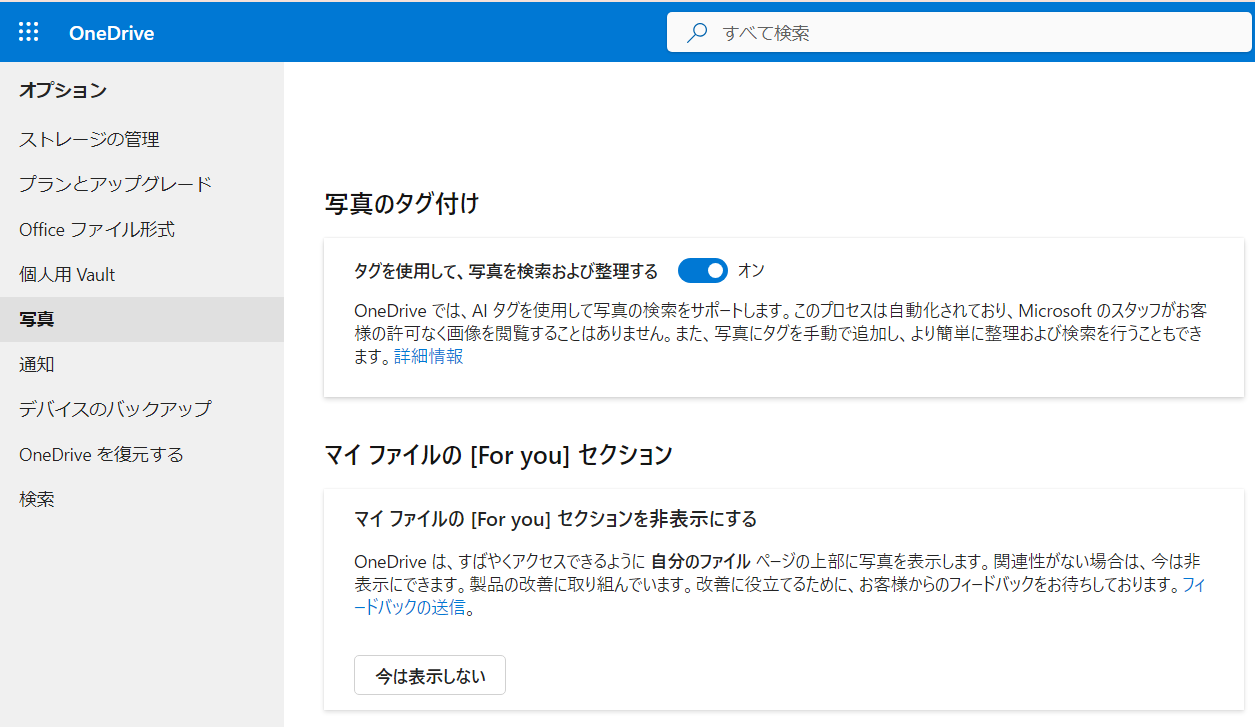 OneDrive
すべて検索
オプション
ストレージの管理
プランとアップグレード
Office ファイル形式
個人用 Vault
写真
通知
デバイスのバックアップ
OneDrive を復元する
検索
写真のタグ付け
タグを使用して、写真を検索および整理する オン
OneDrive では、AI タグを使用して写真の検索をサポートします。このプロセスは自動化されており、Microsoft のスタッフがお客
様の許可なく画像を閲覧することはありません。また、写真にタグを手動で追加し、より簡単に整理および検索を行うこともでき
ます。詳細情報
マイ ファイルの [For you] セクション
マイ ファイルの [For you] セクションを非表示にする
OneDrive は、すばやくアクセスできるように 自分のファイル ページの上部に写真を表示します。関連性がない場合は、今は非
表示にできます。製品の改善に取り組んでいます。改善に役立てるために、お客様からのフィードバックをお待ちしております。フィ
ードバックの送信。
今は表示しない